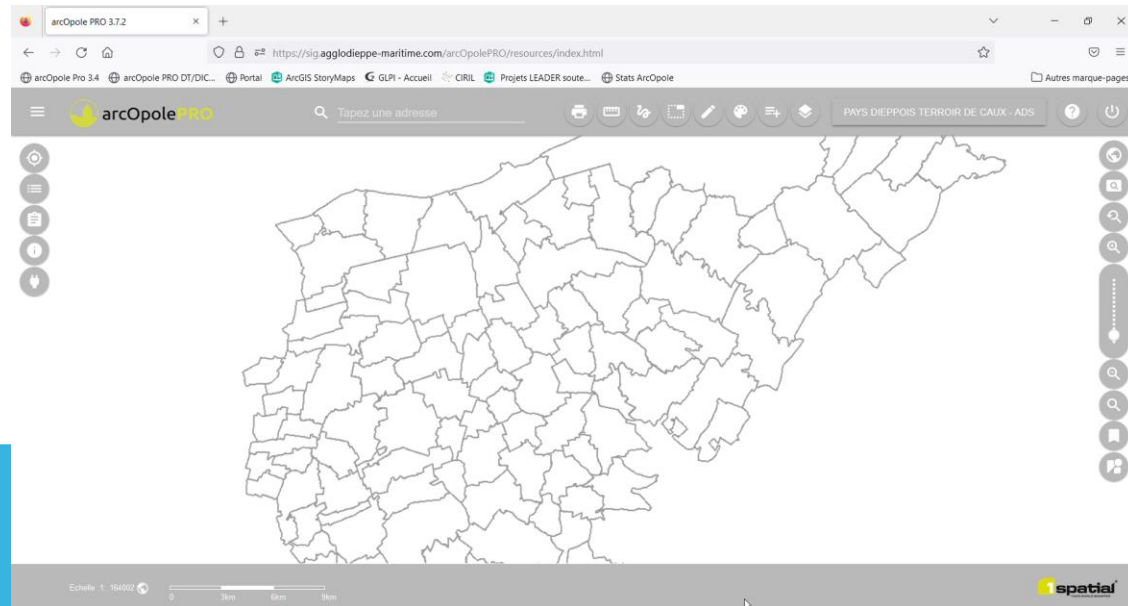 arcOpole PRO 3.7.2
https://sig.agglodieppe-maritime.com/arcOpolePRO/resources/index.html
arcOpole Pro 3.4 arcOpole PRO DT/DIC... Portal ArcGIS StoryMaps GLPI - Accueil CIRIL Projets LEADER soute... Stats ArcOpole Autres marque-pages
arcOpolePRO Tapez une adresse PAYS DIEPPOIS TERROIR DE CAUX - ADS
Echelle 1: 164002
0 3km 6km 9km
1spatial